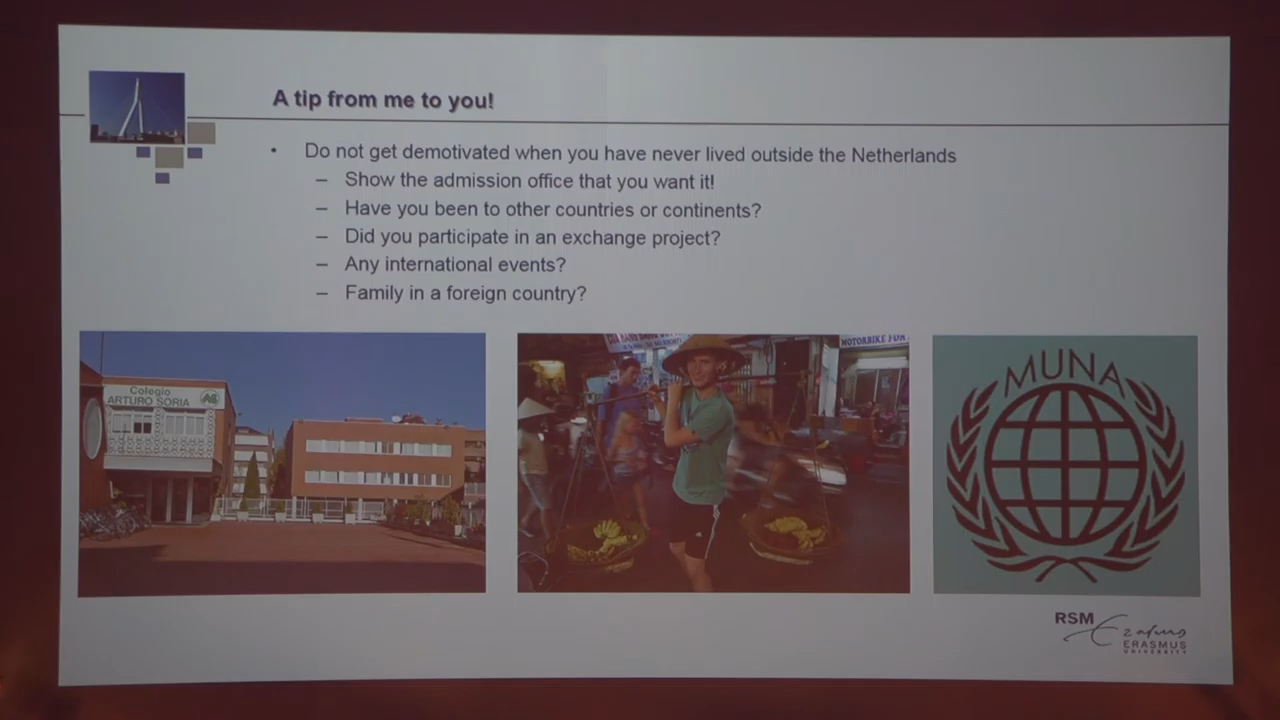 A tip from me to you!
• Do not get demotivated when you have never lived outside the Netherlands
– Show the admission office that you want it!
– Have you been to other countries or continents?
– Did you participate in an exchange project?
– Any international events?
– Family in a foreign country?
Colegio
ARTURO SORIA
MOTORBIKE FOR
MUNA
RSM
Erasmus
ERASMUS
UNIVERSITY